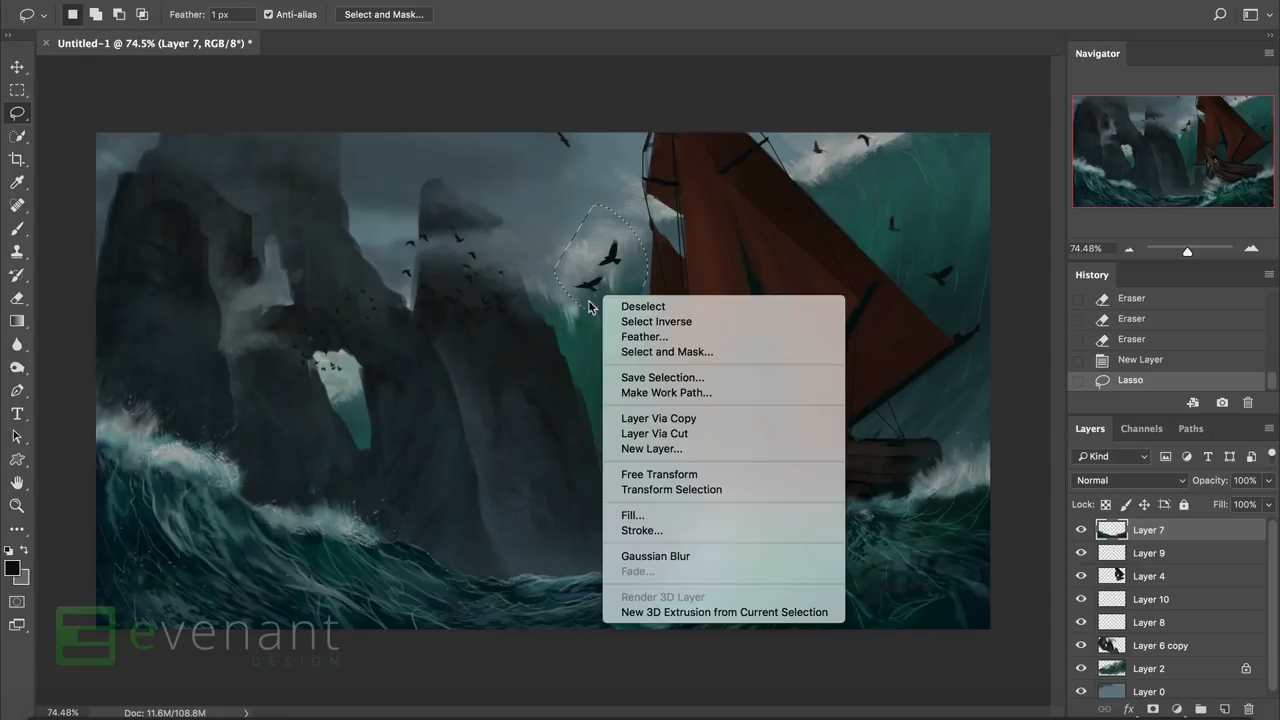 Feather: 1 px
Anti-alias
Select and Mask...
Untitled-1 @ 74.5% (Layer 7, RGB/8*) *
Navigator
74.48%
History
Eraser
Eraser
Eraser
New Layer
Lasso
Layers
Channels
Paths
Kind
Normal
Opacity: 100%
Lock:
Fill: 100%
Layer 7
Layer 9
Layer 4
Layer 10
Layer 8
Layer 6 copy
Layer 2
Layer 0
Deselect
Select Inverse
Feather...
Select and Mask...
Save Selection...
Make Work Path...
Layer Via Copy
Layer Via Cut
New Layer...
Free Transform
Transform Selection
Fill...
Stroke...
Gaussian Blur
Fade...
Render 3D Layer
New 3D Extrusion from Current Selection
evenant
DESIGN
74.48%
Doc: 11.6M/108.8M